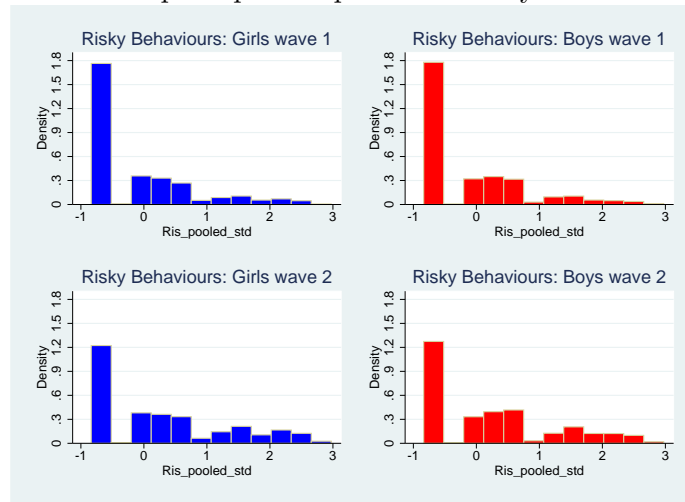 Risky Behaviours: Girls wave 1
Density
0 .3 .6 .9 1.2 1.5 1.8
-1 0 1 2 3
Ris_pooled_std
Risky Behaviours: Boys wave 1
Density
0 .3 .6 .9 1.2 1.5 1.8
-1 0 1 2 3
Ris_pooled_std
Risky Behaviours: Girls wave 2
Density
0 .3 .6 .9 1.2 1.5 1.8
-1 0 1 2 3
Ris_pooled_std
Risky Behaviours: Boys wave 2
Density
0 .3 .6 .9 1.2 1.5 1.8
-1 0 1 2 3
Ris_pooled_std